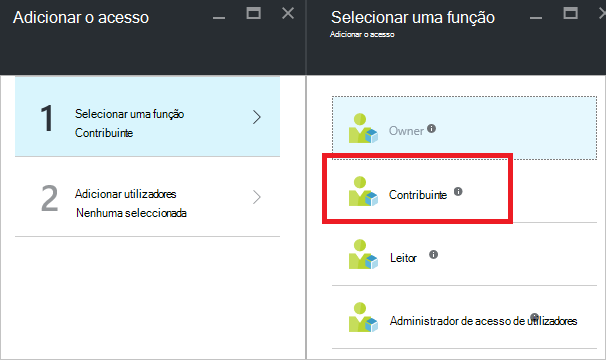 Adicionar o acesso
1
Selecionar uma função
Contribuinte
2
Adicionar utilizadores
Nenhuma seleccionada
Selecionar uma função
Adicionar o acesso
Owner
Contribuinte
Leitor
Administrador de acesso de utilizadores